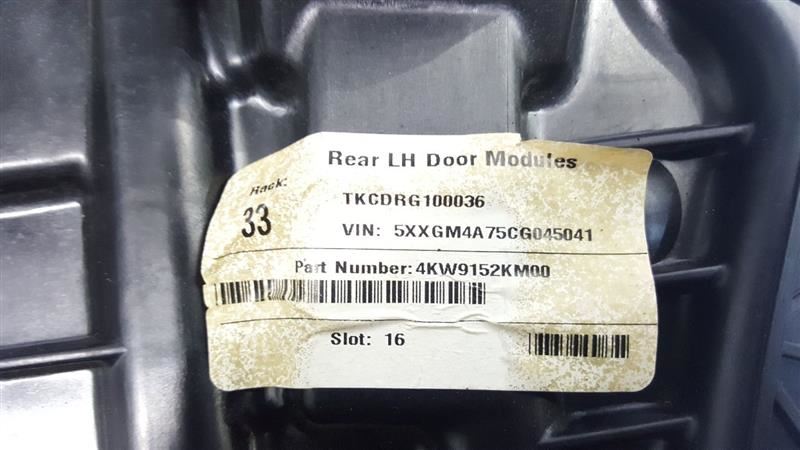 Rear LH Door Modules
Rack:
33
TKCDRG100036
VIN: 5XXGM4A75CG045041
Part Number:4KW9152KM00
Slot: 16